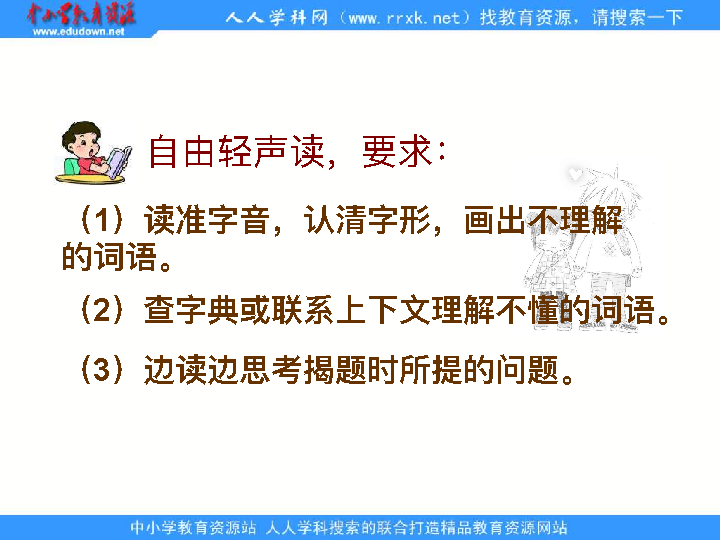 中小学教育资源
www.edudown.net
人人学科网（www.rrxk.net）找教育资源，请搜索一下
自由轻声读，要求：
（1）读准字音，认清字形，画出不理解
的词语。
（2）查字典或联系上下文理解不懂的词语。
（3）边读边思考揭题时所提的问题。
中小学教育资源站 人人学科搜索的联合打造精品教育资源网站